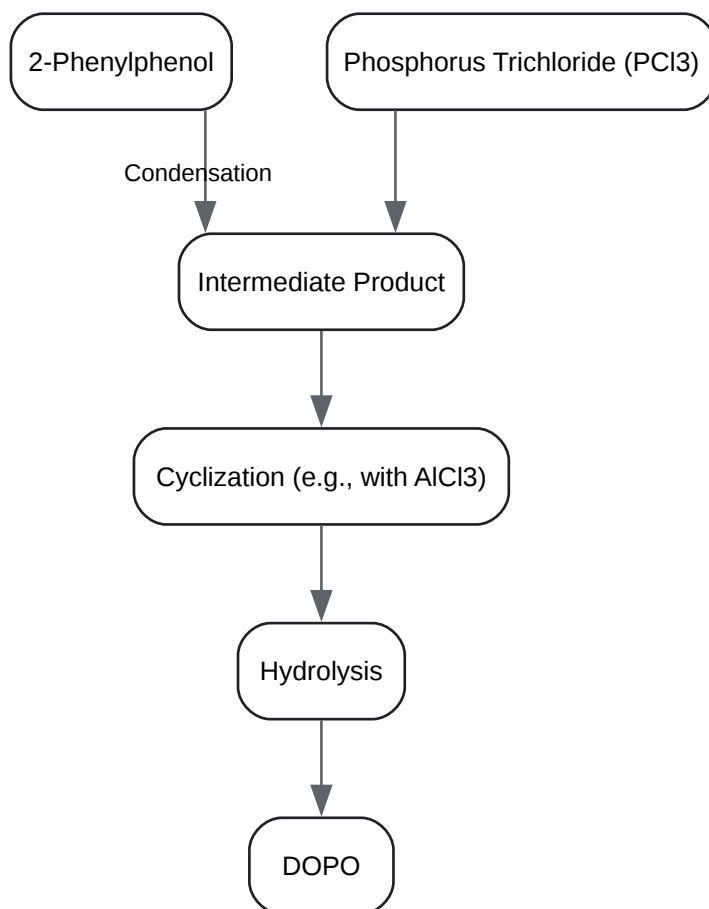 2-Phenylphenol
Phosphorus Trichloride (PCl3)
Condensation
Intermediate Product
Cyclization (e.g., with AlCl3)
Hydrolysis
DOPO